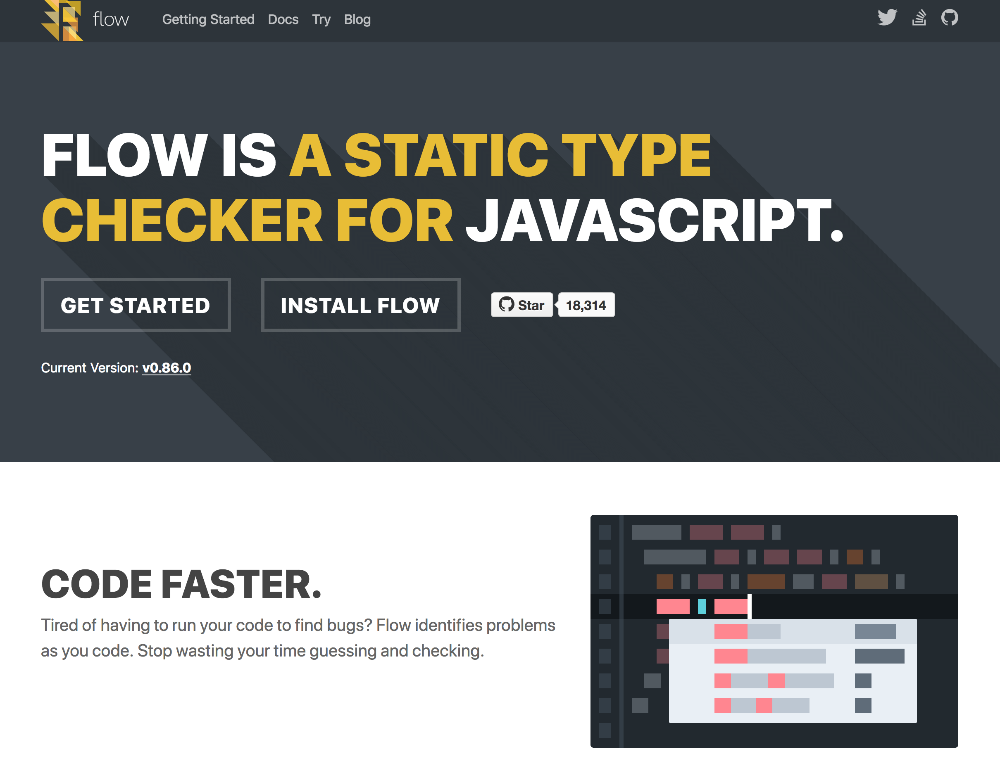 flow
Getting Started Docs Try Blog
FLOW IS A STATIC TYPE
CHECKER FOR JAVASCRIPT.
GET STARTED
INSTALL FLOW
Star 18,314
Current Version: v0.86.0
CODE FASTER.
Tired of having to run your code to find bugs? Flow identifies problems
as you code. Stop wasting your time guessing and checking.